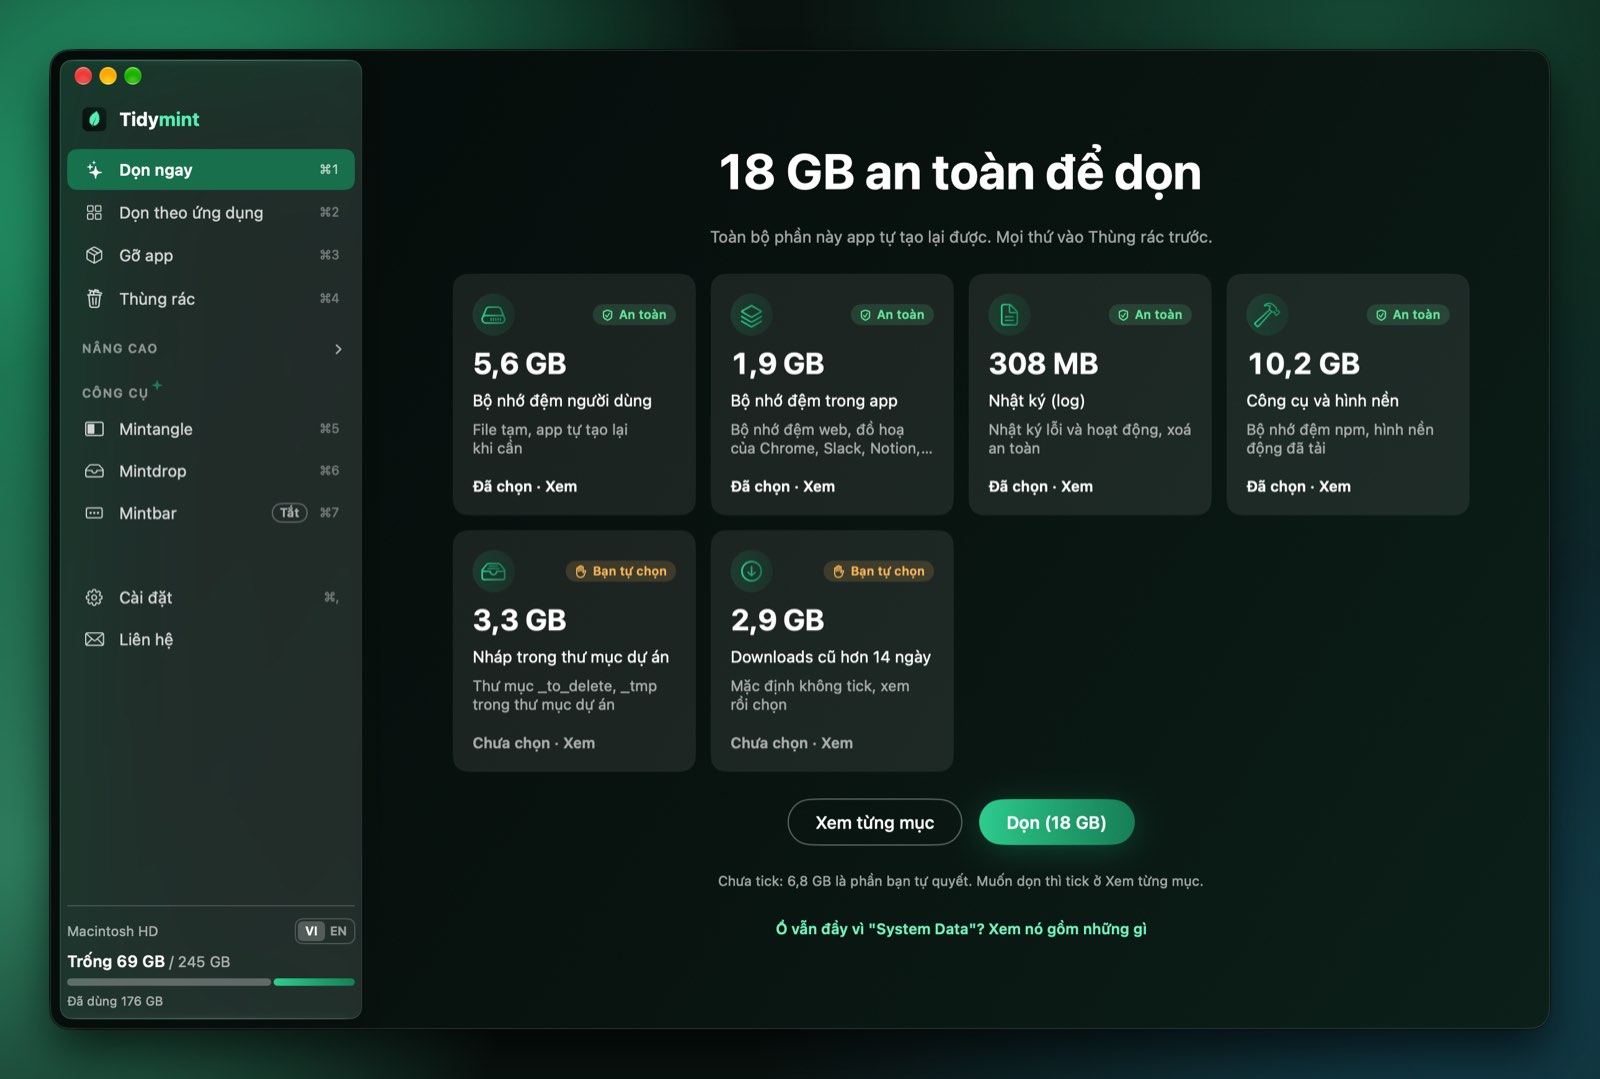 Tidymint
Dọn ngay ⌘1
Dọn theo ứng dụng ⌘2
Gỡ app ⌘3
Thùng rác ⌘4
NÂNG CAO
CÔNG CỤ
Mintangle ⌘5
Mintdrop ⌘6
Mintbar Tắt ⌘7
Cài đặt ⌘,
Liên hệ
Macintosh HD VI EN
Trống 69 GB / 245 GB
Đã dùng 176 GB
18 GB an toàn để dọn
Toàn bộ phần này app tự tạo lại được. Mọi thứ vào Thùng rác trước.
An toàn
5,6 GB
Bộ nhớ đệm người dùng
File tạm, app tự tạo lại
khi cần
Đã chọn · Xem
An toàn
1,9 GB
Bộ nhớ đệm trong app
Bộ nhớ đệm web, đồ hoạ
của Chrome, Slack, Notion,...
Đã chọn · Xem
An toàn
308 MB
Nhật ký (log)
Nhật ký lỗi và hoạt động, xoá
an toàn
Đã chọn · Xem
An toàn
10,2 GB
Công cụ và hình nền
Bộ nhớ đệm npm, hình nền
động đã tải
Đã chọn · Xem
Bạn tự chọn
3,3 GB
Nháp trong thư mục dự án
Thư mục _to_delete, _tmp
trong thư mục dự án
Chưa chọn · Xem
Bạn tự chọn
2,9 GB
Downloads cũ hơn 14 ngày
Mặc định không tick, xem
rồi chọn
Chưa chọn · Xem
Xem từng mục
Dọn (18 GB)
Chưa tick: 6,8 GB là phần bạn tự quyết. Muốn dọn thì tick ở Xem từng mục.
Ổ vẫn đầy vì "System Data"? Xem nó gồm những gì